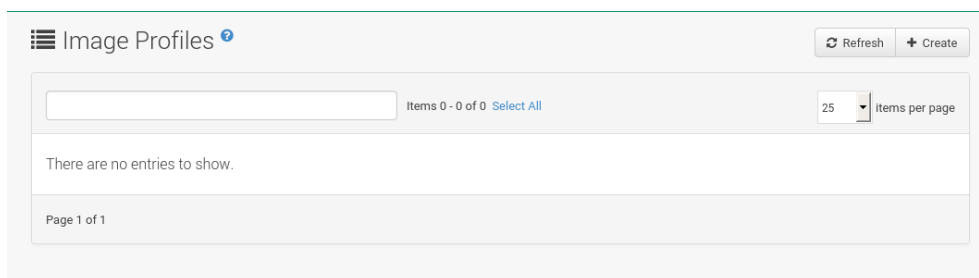 Image Profiles ?
Refresh + Create
Items 0 - 0 of 0 Select All
25 items per page
There are no entries to show.
Page 1 of 1